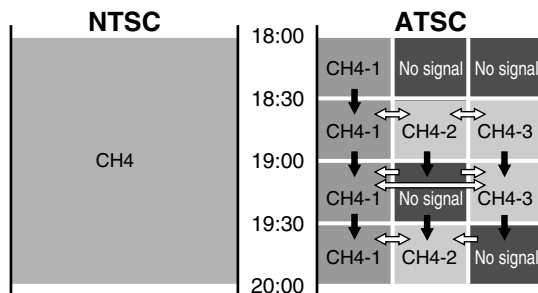 NTSC ATSC
18:00
CH4-1 No signal No signal
18:30
CH4-1 CH4-2 CH4-3
CH4 19:00
CH4-1 No signal CH4-3
19:30
CH4-1 CH4-2 No signal
20:00